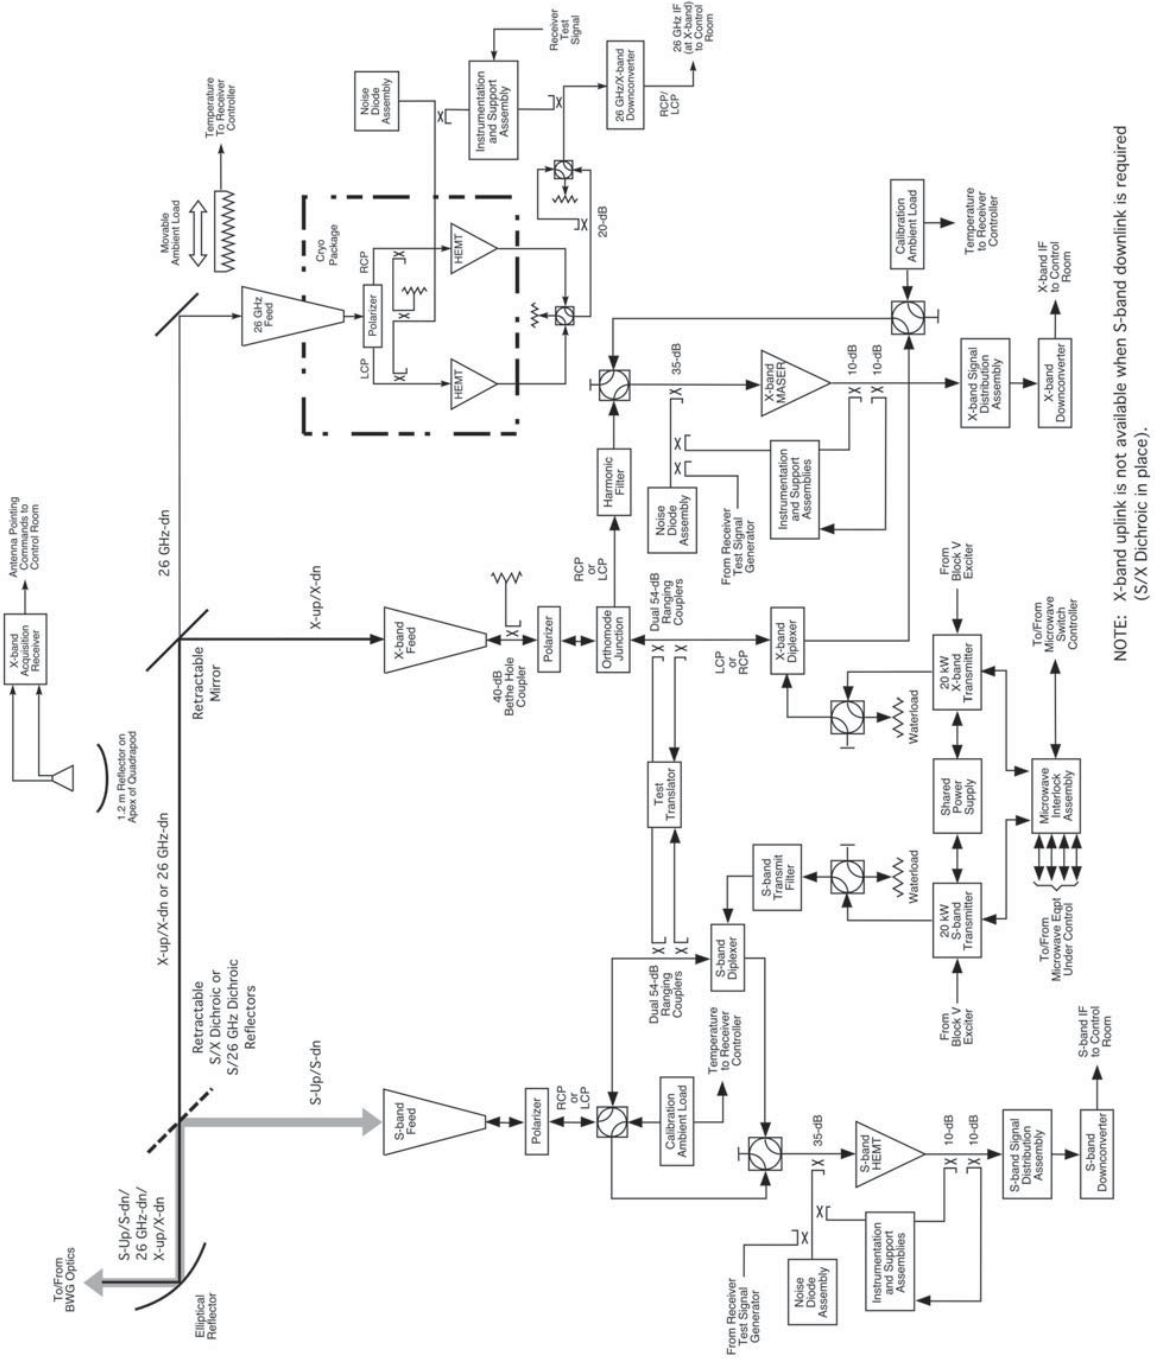 Antenna Pointing
Commands to
Control Room
X-band
Acquisition
Receiver
1.2 m Reflector on
Apex of Quadrapod
To/From
BWG Optics
S-Up/S-dn/
26 GHz-dn/
X-up/X-dn
Elliptical
Reflector
Retractable
S/X Dichroic or
S/26 GHz Dichroic
Reflectors
X-up/X-dn or 26 GHz-dn
Retractable
Mirror
26 GHz-dn
Movable
Ambient Load
Temperature
To Receiver
Controller
26 GHz
Feed
Cryo
Package
Polarizer
LCP
RCP
HEMT
HEMT
Noise
Diode
Assembly
Instrumentation
and Support
Assembly
Receiver
Test
Signal
20-dB
26 GHz/X-band
Downconverter
RCP/
LCP
26 GHz IF
(at X-band)
to Control
Room
X-up/X-dn
X-band
Feed
40-dB
Bethe Hole
Coupler
Polarizer
Orthomode
Junction
RCP
or
LCP
Harmonic
Filter
Dual 54-dB
Ranging
Couplers
LCP
or
RCP
X-band
Diplexer
Noise
Diode
Assembly
From Receiver
Test Signal
Generator
35-dB
X-band
MASER
Instrumentation
and Support
Assemblies
10-dB
10-dB
Calibration
Ambient Load
Temperature
to Receiver
Controller
X-band Signal
Distribution
Assembly
X-band
Downconverter
X-band IF
to Control
Room
Test
Translator
Waterload
20 kW
X-band
Transmitter
From
Block V
Exciter
Shared
Power
Supply
Microwave
Interlock
Assembly
To/From
Microwave
Switch
Controller
To/From
Microwave Eqpt
Under Control
S-Up/S-dn
S-band
Feed
Polarizer
RCP
or
LCP
Dual 54-dB
Ranging
Couplers
S-band
Diplexer
S-band
Transmit
Filter
Waterload
20 kW
S-band
Transmitter
From
Block V
Exciter
Calibration
Ambient Load
Temperature
to Receiver
Controller
35-dB
S-band
HEMT
From Receiver
Test Signal
Generator
Noise
Diode
Assembly
Instrumentation
and Support
Assemblies
10-dB
10-dB
S-band Signal
Distribution
Assembly
S-band
Downconverter
S-band IF
to Control
Room
NOTE: X-band uplink is not available when S-band downlink is required
(S/X Dichroic in place).